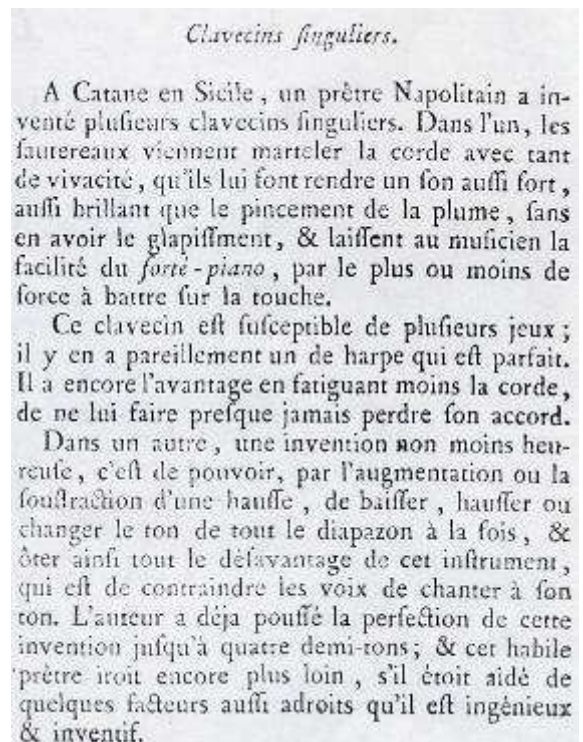 Clavecins ſinguliers.
A Catane en Sicile, un prêtre Napolitain a in-
venté pluſieurs clavecins ſinguliers. Dans l'un, les
ſautereaux viennent marteler la corde avec tant
de vivacité, qu'ils lui font rendre un ſon auſſi fort,
auſſi brillant que le pincement de la plume, ſans
en avoir le glapiſſment, & laiſſent au muſicien la
facilité du forté-piano, par le plus ou moins de
force à battre ſur la touche.
Ce clavecin eſt ſuſceptible de pluſieurs jeux;
il y en a pareillement un de harpe qui eſt parfait.
Il a encore l'avantage en fatiguant moins la corde,
de ne lui faire preſque jamais perdre ſon accord.
Dans un autre, une invention non moins heu-
reuſe, c'eſt de pouvoir, par l'augmentation ou la
ſouſtraction d'une hauſſe, de baiſſer, hauſſer ou
changer le ton de tout le diapazon à la fois, &
ôter ainſi tout le déſavantage de cet inſtrument,
qui eſt de contraindre les voix de chanter à ſon
ton. L'auteur a déja pouſſé la perfection de cette
invention juſqu'à quatre demi-tons; & cet habile
prêtre iroit encore plus loin, s'il étoit aidé de
quelques facteurs auſſi adroits qu'il eſt ingénieux
& inventif.